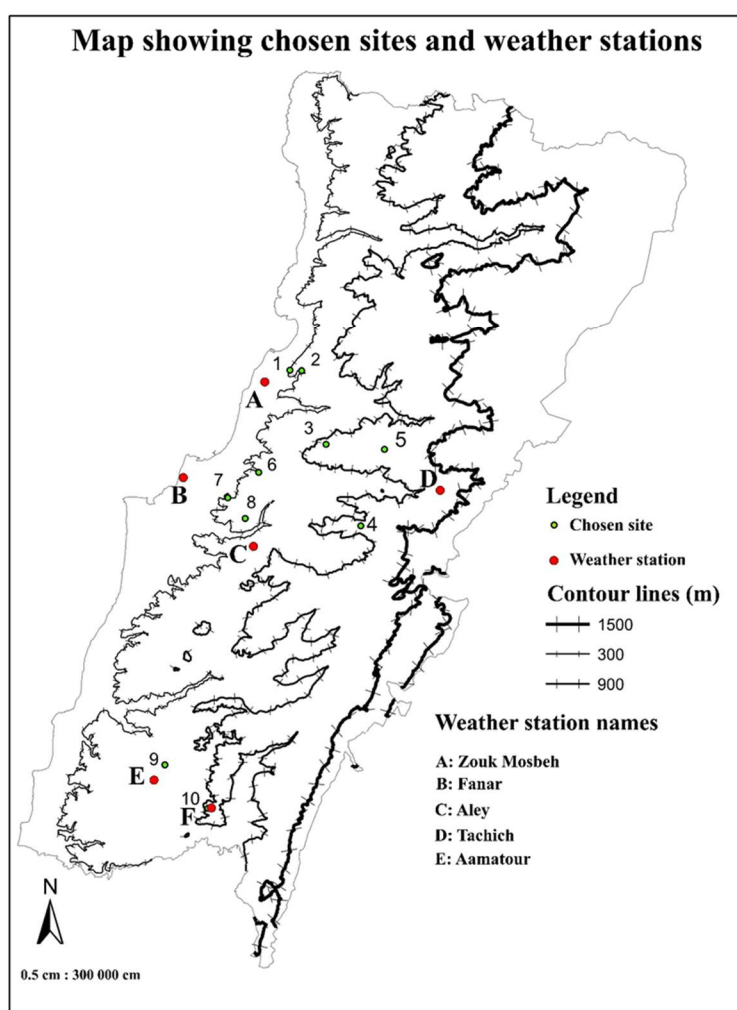 Map showing chosen sites and weather stations
1
2
A
3
5
6
D
7
B
8
4
C
Legend
Chosen site
Weather station
Contour lines (m)
1500
300
900
Weather station names
A: Zouk Mosbeh
B: Fanar
C: Aley
D: Tachich
E: Aamatour
9
E
10
F
N
0.5 cm : 300 000 cm